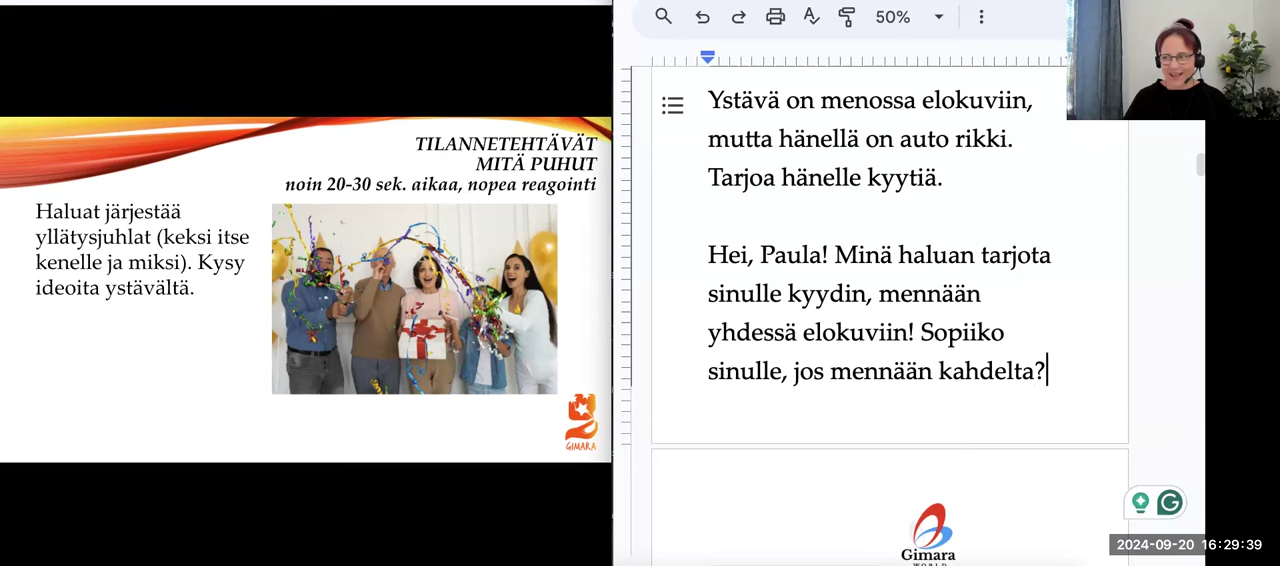 TILANNETEHTÄVÄT
MITÄ PUHUT
noin 20-30 sek. aikaa, nopea reagointi
Haluat järjestää
yllätysjuhlat (keksi itse
kenelle ja miksi). Kysy
ideoita ystävältä.
GIMARA
50%
Ystävä on menossa elokuviin,
mutta hänellä on auto rikki.
Tarjoa hänelle kyytiä.
Hei, Paula! Minä haluan tarjota
sinulle kyydin, mennään
yhdessä elokuviin! Sopiiko
sinulle, jos mennään kahdelta?
Gimara
WORLD
2024-09-20 16:29:39